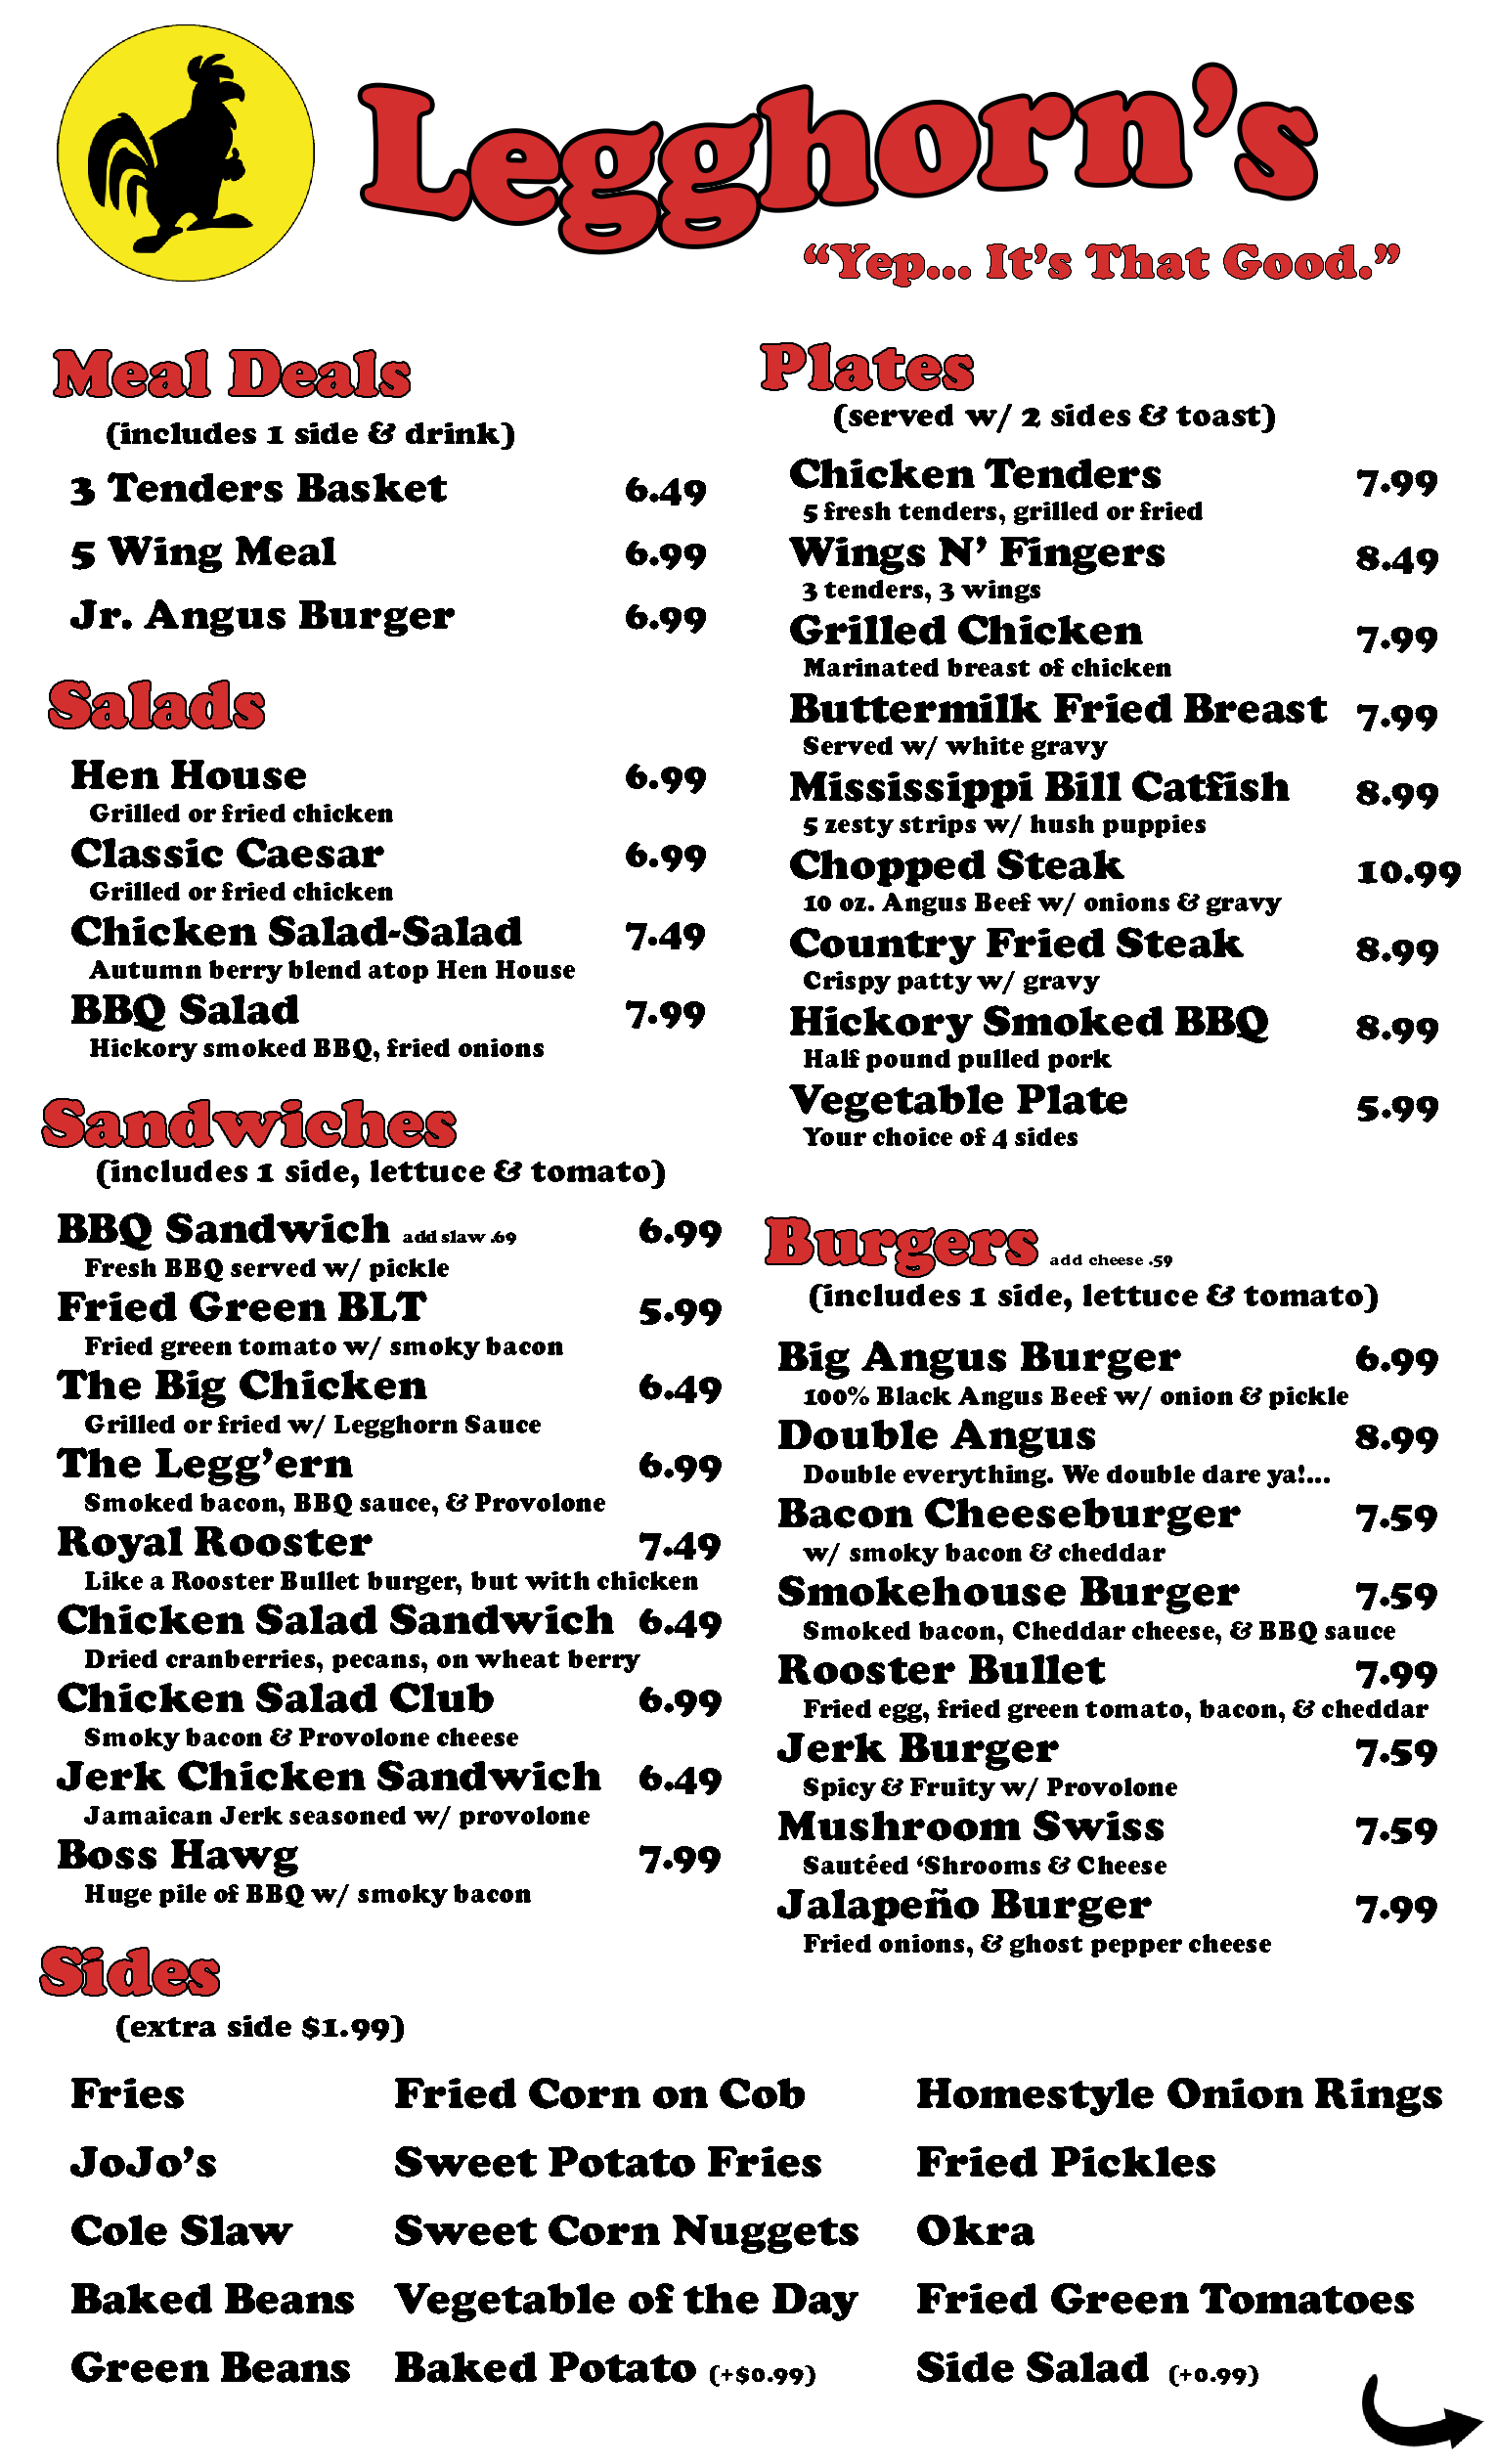 Legghorn's
"Yep... It's That Good."
Meal Deals
(includes 1 side & drink)
3 Tenders Basket 6.49
5 Wing Meal 6.99
Jr. Angus Burger 6.99
Salads
Hen House 6.99
Grilled or fried chicken
Classic Caesar 6.99
Grilled or fried chicken
Chicken Salad-Salad 7.49
Autumn berry blend atop Hen House
BBQ Salad 7.99
Hickory smoked BBQ, fried onions
Sandwiches
(includes 1 side, lettuce & tomato)
BBQ Sandwich add slaw .69 6.99
Fresh BBQ served w/ pickle
Fried Green BLT 5.99
Fried green tomato w/ smoky bacon
The Big Chicken 6.49
Grilled or fried w/ Legghorn Sauce
The Legg'ern 6.99
Smoked bacon, BBQ sauce, & Provolone
Royal Rooster 7.49
Like a Rooster Bullet burger, but with chicken
Chicken Salad Sandwich 6.49
Dried cranberries, pecans, on wheat berry
Chicken Salad Club 6.99
Smoky bacon & Provolone cheese
Jerk Chicken Sandwich 6.49
Jamaican Jerk seasoned w/ provolone
Boss Hawg 7.99
Huge pile of BBQ w/ smoky bacon
Plates
(served w/ 2 sides & toast)
Chicken Tenders 7.99
5 fresh tenders, grilled or fried
Wings N' Fingers 8.49
3 tenders, 3 wings
Grilled Chicken 7.99
Marinated breast of chicken
Buttermilk Fried Breast 7.99
Served w/ white gravy
Mississippi Bill Catfish 8.99
5 zesty strips w/ hush puppies
Chopped Steak 10.99
10 oz. Angus Beef w/ onions & gravy
Country Fried Steak 8.99
Crispy patty w/ gravy
Hickory Smoked BBQ 8.99
Half pound pulled pork
Vegetable Plate 5.99
Your choice of 4 sides
Burgers add cheese .59
(includes 1 side, lettuce & tomato)
Big Angus Burger 6.99
100% Black Angus Beef w/ onion & pickle
Double Angus 8.99
Double everything. We double dare ya!...
Bacon Cheeseburger 7.59
w/ smoky bacon & cheddar
Smokehouse Burger 7.59
Smoked bacon, Cheddar cheese, & BBQ sauce
Rooster Bullet 7.99
Fried egg, fried green tomato, bacon, & cheddar
Jerk Burger 7.59
Spicy & Fruity w/ Provolone
Mushroom Swiss 7.59
Sautéed 'Shrooms & Cheese
Jalapeño Burger 7.99
Fried onions, & ghost pepper cheese
Sides
(extra side $1.99)
Fries Fried Corn on Cob Homestyle Onion Rings
JoJo's Sweet Potato Fries Fried Pickles
Cole Slaw Sweet Corn Nuggets Okra
Baked Beans Vegetable of the Day Fried Green Tomatoes
Green Beans Baked Potato (+$0.99) Side Salad (+0.99)